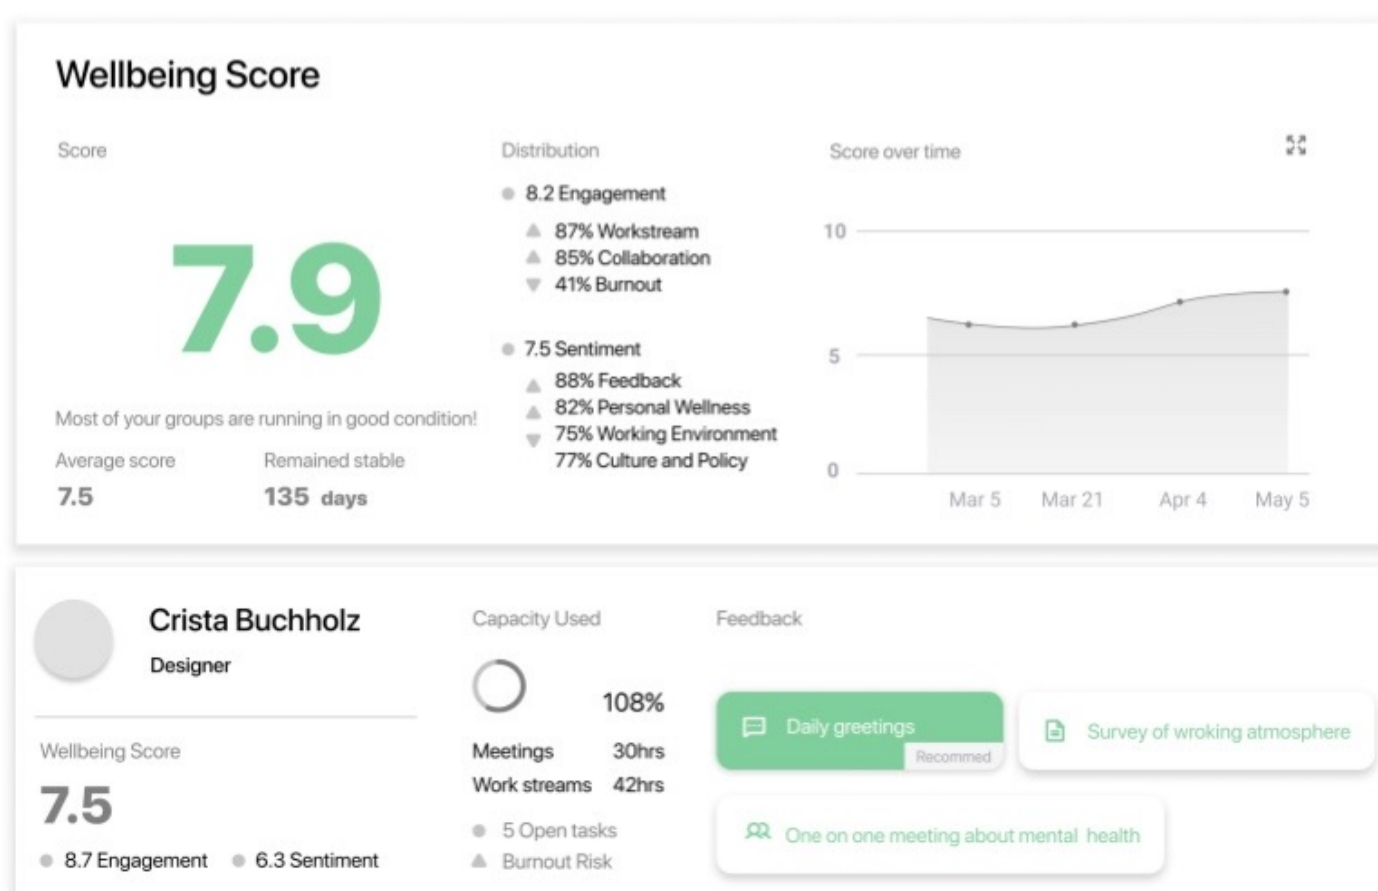 Wellbeing Score
Score
7.9
Most of your groups are running in good condition!
Average score
7.5
Remained stable
135 days
Distribution
8.2 Engagement
87% Workstream
85% Collaboration
41% Burnout
7.5 Sentiment
88% Feedback
82% Personal Wellness
75% Working Environment
77% Culture and Policy
Score over time
10
5
0
Mar 5 Mar 21 Apr 4 May 5
Crista Buchholz
Designer
Wellbeing Score
7.5
8.7 Engagement 6.3 Sentiment
Capacity Used
108%
Meetings 30hrs
Work streams 42hrs
5 Open tasks
Burnout Risk
Feedback
Daily greetings
Recommed
Survey of wroking atmosphere
One on one meeting about mental health